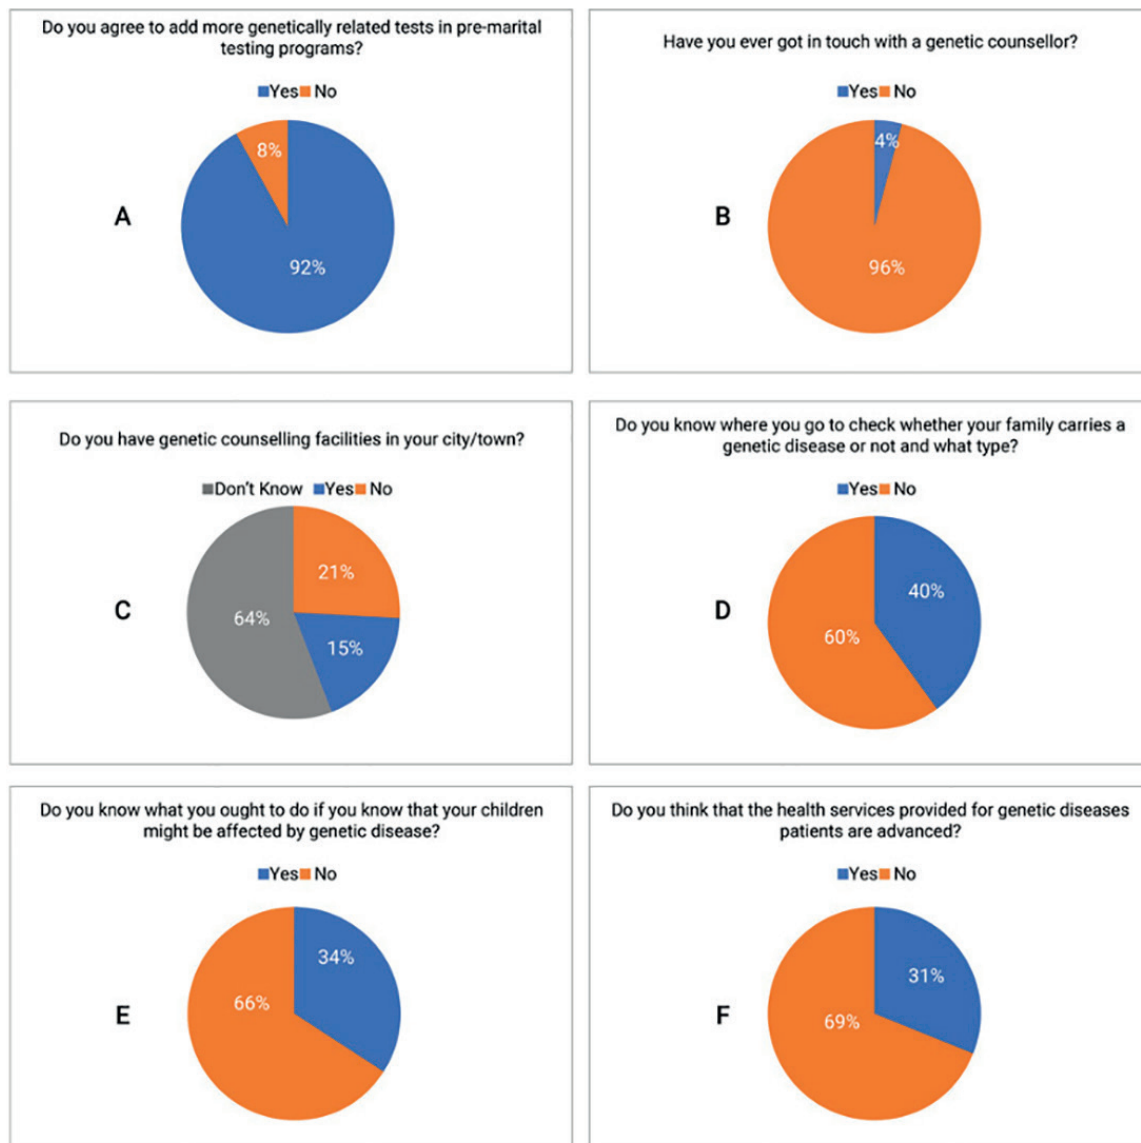 Do you agree to add more genetically related tests in pre-marital
testing programs?
Yes No
8%
A
92%
Have you ever got in touch with a genetic counsellor?
Yes No
4%
B
96%
Do you have genetic counselling facilities in your city/town?
Don't Know Yes No
21%
C
64%
15%
Do you know where you go to check whether your family carries a
genetic disease or not and what type?
Yes No
40%
D
60%
Do you know what you ought to do if you know that your children
might be affected by genetic disease?
Yes No
34%
66%
E
Do you think that the health services provided for genetic diseases
patients are advanced?
Yes No
31%
F
69%